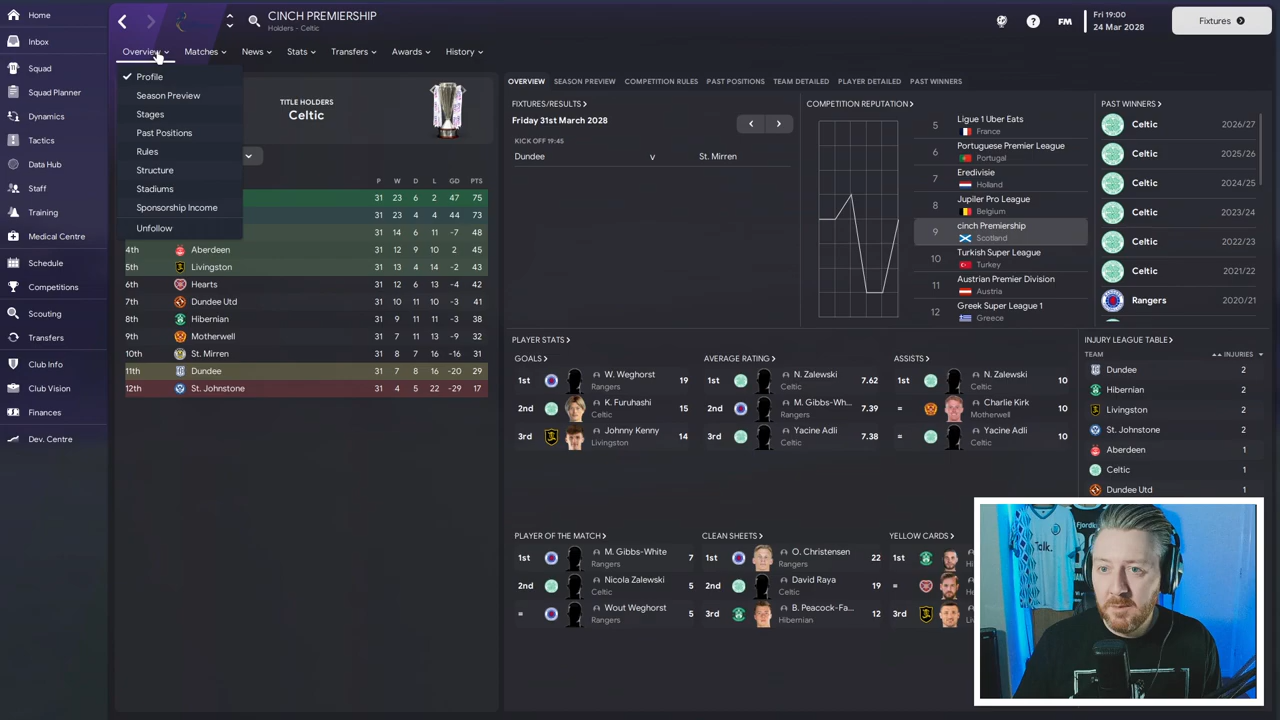 Home
Inbox
Squad
Squad Planner
Dynamics
Tactics
Data Hub
Staff
Training
Medical Centre
Schedule
Competitions
Scouting
Transfers
Club Info
Club Vision
Finances
Dev. Centre
CINCH PREMIERSHIP
Holders - Celtic
FM
Fri 19:00
24 Mar 2028
Fixtures
Overview
Matches
News
Stats
Transfers
Awards
History
Profile
Season Preview
Stages
Past Positions
Rules
Structure
Stadiums
Sponsorship Income
Unfollow
TITLE HOLDERS
Celtic
P W D L GD PTS
31 23 6 2 47 75
31 23 4 4 44 73
31 14 6 11 -7 48
4th Aberdeen 31 12 9 10 2 45
5th Livingston 31 13 4 14 -2 43
6th Hearts 31 12 6 13 -4 42
7th Dundee Utd 31 10 11 10 -3 41
8th Hibernian 31 9 11 11 -3 38
9th Motherwell 31 8 8 15 -9 32
10th St. Mirren 31 8 7 16 -16 31
11th Dundee 31 7 8 16 -20 29
12th St. Johnstone 31 4 5 22 -29 17
OVERVIEW
SEASON PREVIEW
COMPETITION RULES
PAST POSITIONS
TEAM DETAILED
PLAYER DETAILED
PAST WINNERS
FIXTURES/RESULTS
Friday 31st March 2028
KICK OFF 19:45
Dundee v St. Mirren
COMPETITION REPUTATION
5 Ligue 1 Uber Eats
France
6 Portuguese Premier League
Portugal
7 Eredivisie
Holland
8 Jupiler Pro League
Belgium
9 cinch Premiership
Scotland
10 Turkish Super League
Turkey
11 Austrian Premier Division
Austria
12 Greek Super League 1
Greece
PAST WINNERS
Celtic 2026/27
Celtic 2025/26
Celtic 2024/25
Celtic 2023/24
Celtic 2022/23
Celtic 2021/22
Rangers 2020/21
PLAYER STATS
GOALS
1st W. Weghorst 19
Rangers
2nd K. Furuhashi 15
Celtic
3rd Johnny Kenny 14
Livingston
AVERAGE RATING
1st N. Zalewski 7.62
Celtic
2nd M. Gibbs-Wh... 7.39
Rangers
3rd Yacine Adli 7.38
Celtic
ASSISTS
1st N. Zalewski 10
Celtic
= Charlie Kirk 10
Motherwell
= Yacine Adli 10
Celtic
INJURY LEAGUE TABLE
TEAM INJURIES
Dundee 2
Hibernian 2
Livingston 2
St. Johnstone 2
Aberdeen 1
Celtic 1
Dundee Utd 1
PLAYER OF THE MATCH
1st M. Gibbs-White 7
Rangers
2nd Nicola Zalewski 5
Celtic
= Wout Weghorst 5
Rangers
CLEAN SHEETS
1st O. Christensen 22
Rangers
2nd David Raya 19
Celtic
3rd B. Peacock-Fa... 12
Hibernian
YELLOW CARDS
1st
=
3rd
Talk.